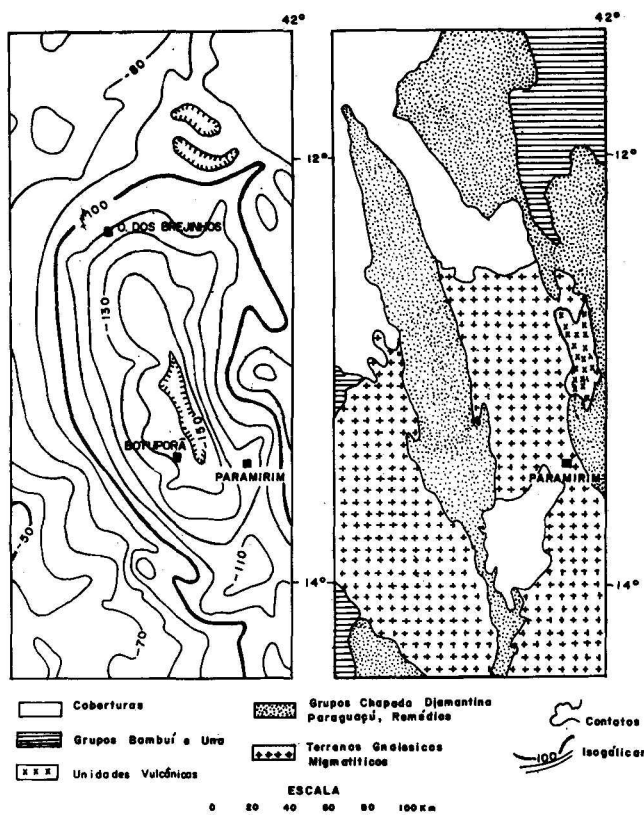 42°
42°
-80
12°
-12°
-100
O. DOS BREJINHOS
-130
-150
BOTUPORÃ
PARAMIRIM
PARAMIRIM
-50
-110
14°
-14°
-70
Coberturas
Grupos Bambuí e Una
Unidades Vulcânicas
Grupos Chapada Diamantina
Paraguaçú, Remédios
Terrenos Gnaissicos
Migmatíticos
Contatos
100
Isogálicas
ESCALA
0 20 40 60 80 100 Km